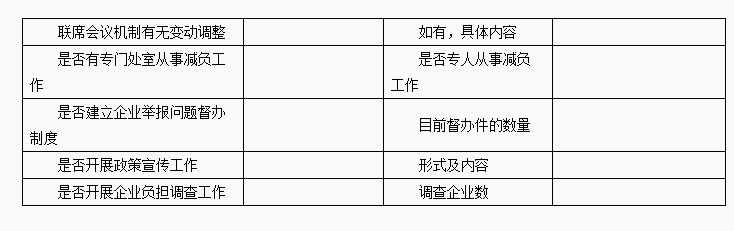 联席会议机制有无变动调整
如有，具体内容
是否有专门处室从事减负工
作
是否专人从事减负
工作
是否建立企业举报问题督办
制度
目前督办件的数量
是否开展政策宣传工作
形式及内容
是否开展企业负担调查工作
调查企业数